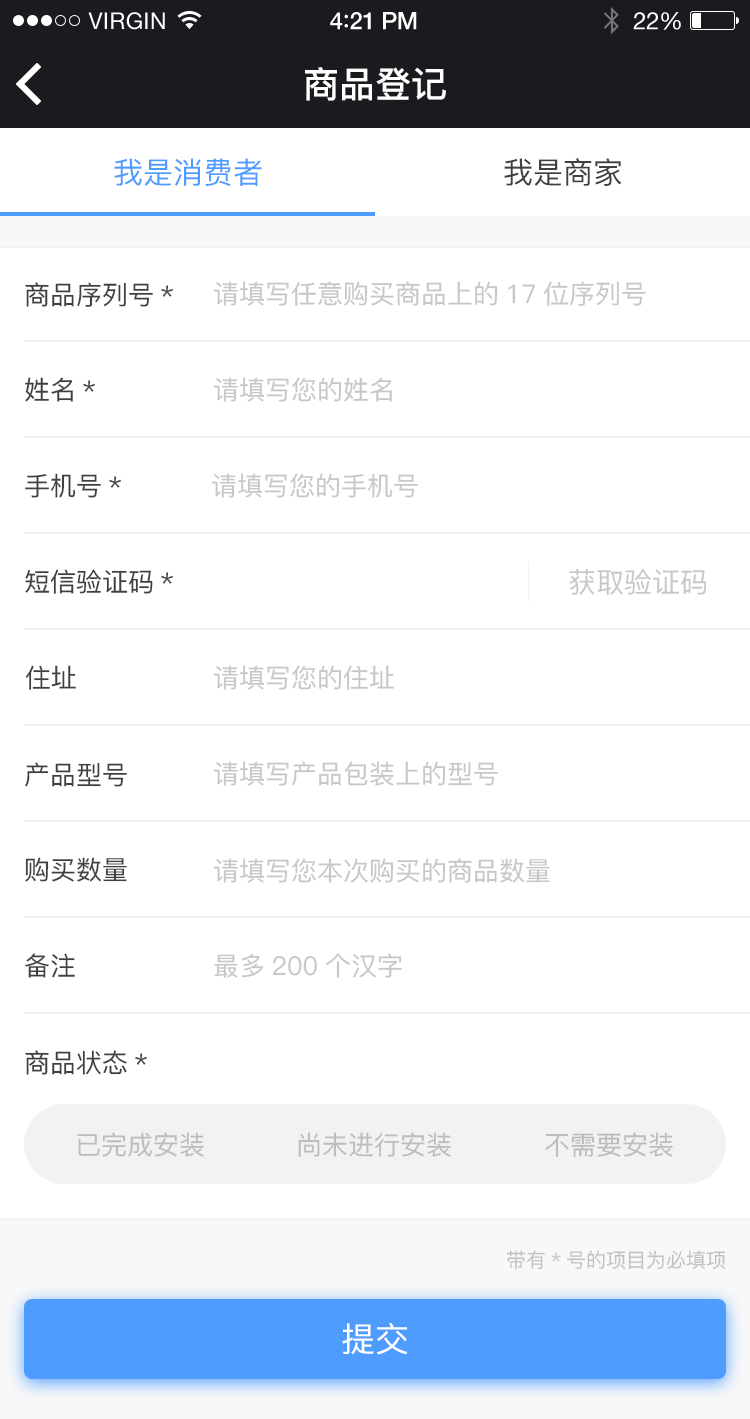 VIRGIN 4:21 PM 22%
商品登记
我是消费者 我是商家
商品序列号 * 请填写任意购买商品上的 17 位序列号
姓名 * 请填写您的姓名
手机号 * 请填写您的手机号
短信验证码 * 获取验证码
住址 请填写您的住址
产品型号 请填写产品包装上的型号
购买数量 请填写您本次购买的商品数量
备注 最多 200 个汉字
商品状态 *
已完成安装 尚未进行安装 不需要安装
带有 * 号的项目为必填项
提交